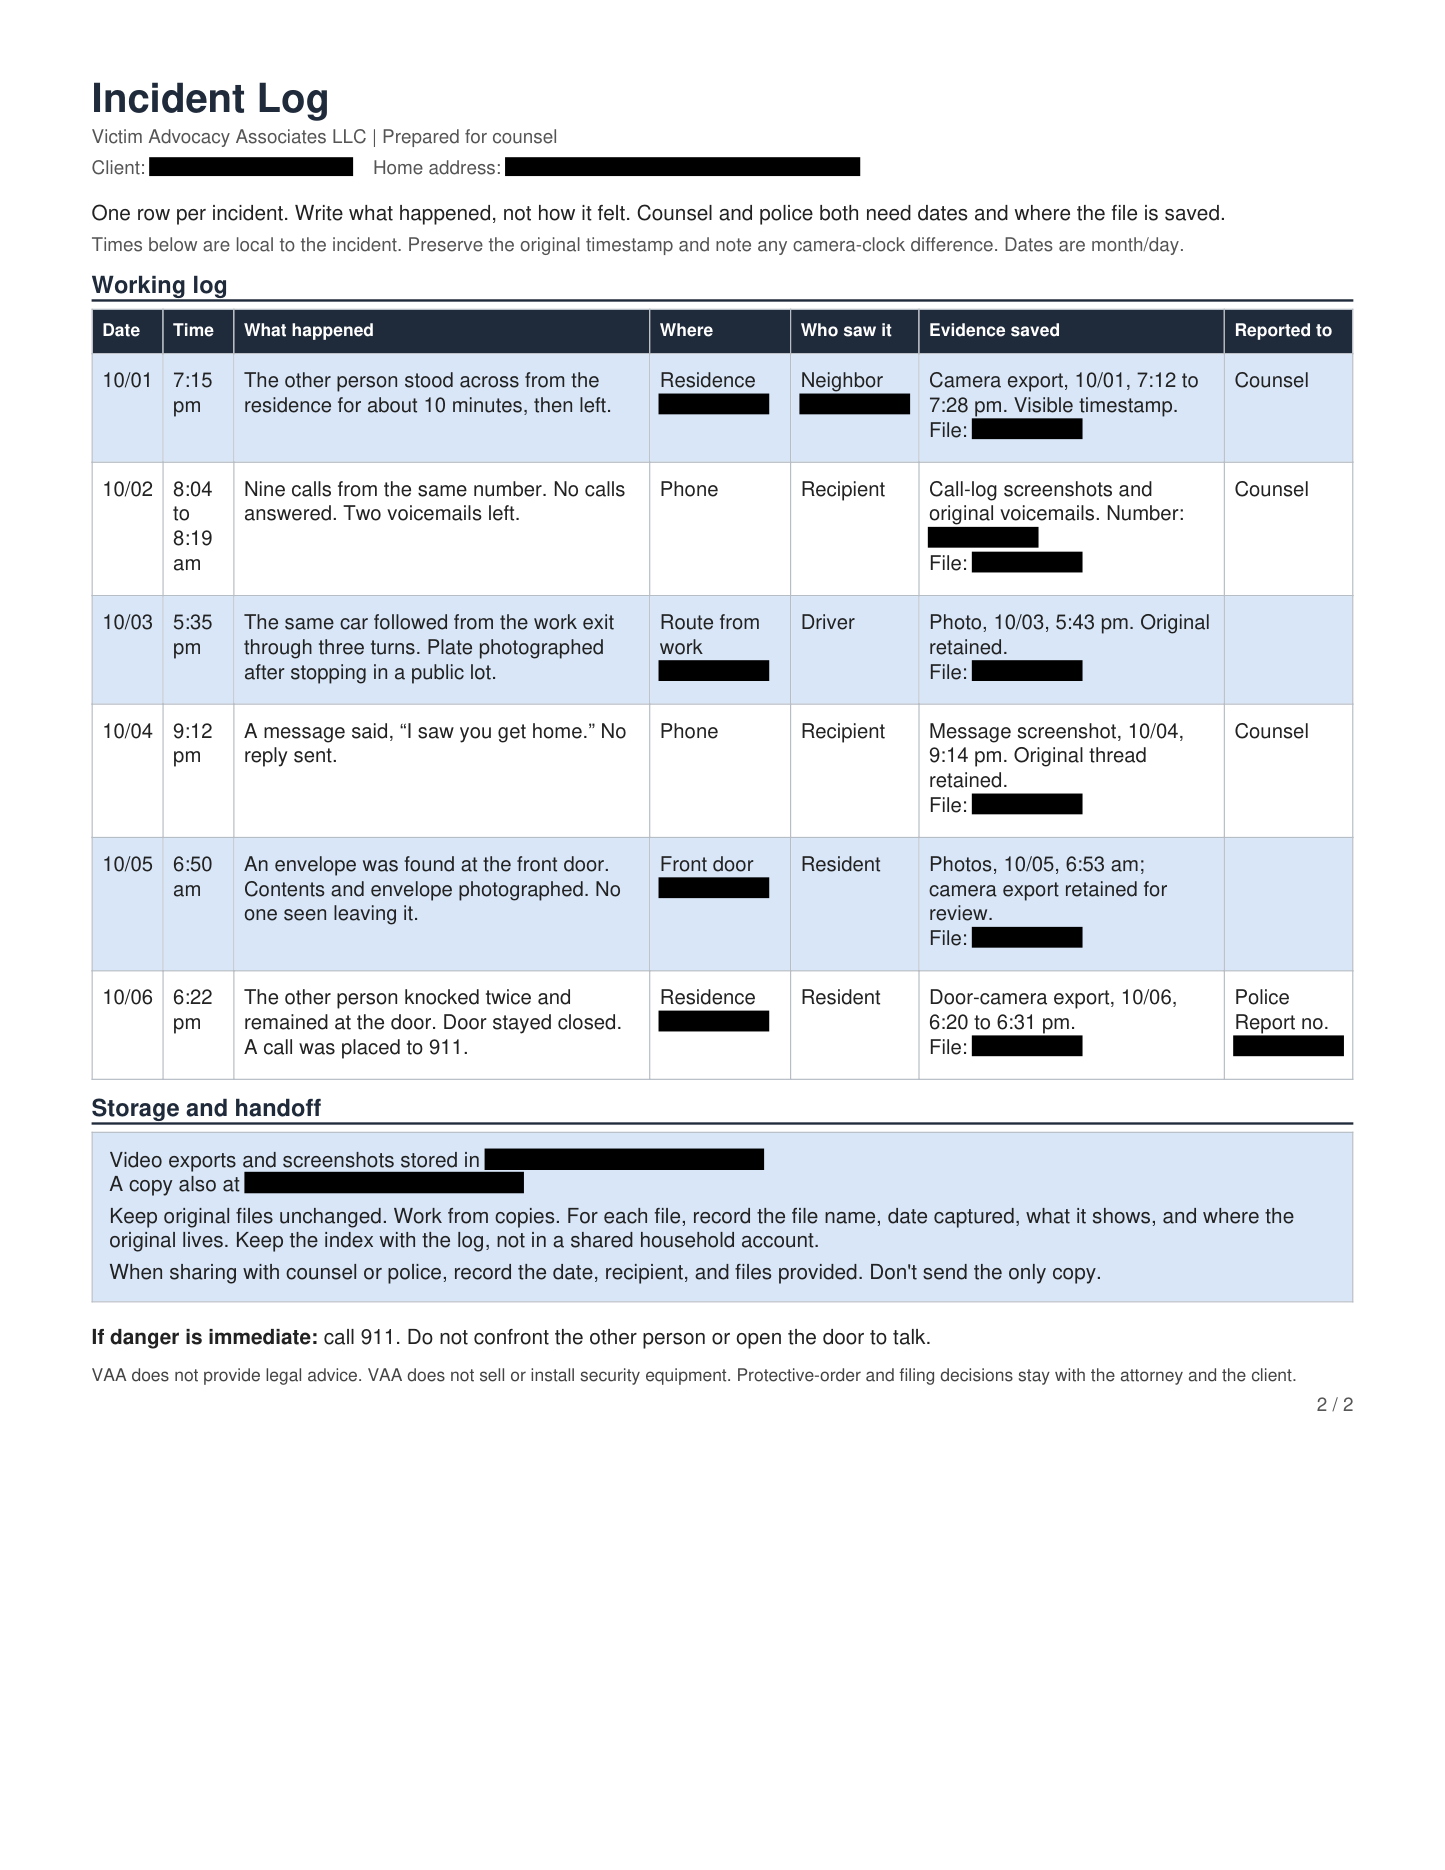 Incident Log
Victim Advocacy Associates LLC | Prepared for counsel
Client: Home address:
One row per incident. Write what happened, not how it felt. Counsel and police both need dates and where the file is saved.
Times below are local to the incident. Preserve the original timestamp and note any camera-clock difference. Dates are month/day.
Working log
Date Time What happened Where Who saw it Evidence saved Reported to
10/01 7:15 The other person stood across from the Residence Neighbor Camera export, 10/01, 7:12 to Counsel
pm residence for about 10 minutes, then left. 7:28 pm. Visible timestamp.
File:
10/02 8:04 Nine calls from the same number. No calls Phone Recipient Call-log screenshots and Counsel
to answered. Two voicemails left. original voicemails. Number:
8:19
am File:
10/03 5:35 The same car followed from the work exit Route from Driver Photo, 10/03, 5:43 pm. Original
pm through three turns. Plate photographed work retained.
after stopping in a public lot. File:
10/04 9:12 A message said, “I saw you get home.” No Phone Recipient Message screenshot, 10/04, Counsel
pm reply sent. 9:14 pm. Original thread
retained.
File:
10/05 6:50 An envelope was found at the front door. Front door Resident Photos, 10/05, 6:53 am;
am Contents and envelope photographed. No camera export retained for
one seen leaving it. review.
File:
10/06 6:22 The other person knocked twice and Residence Resident Door-camera export, 10/06, Police
pm remained at the door. Door stayed closed. 6:20 to 6:31 pm. Report no.
A call was placed to 911. File:
Storage and handoff
Video exports and screenshots stored in
A copy also at
Keep original files unchanged. Work from copies. For each file, record the file name, date captured, what it shows, and where the
original lives. Keep the index with the log, not in a shared household account.
When sharing with counsel or police, record the date, recipient, and files provided. Don't send the only copy.
If danger is immediate: call 911. Do not confront the other person or open the door to talk.
VAA does not provide legal advice. VAA does not sell or install security equipment. Protective-order and filing decisions stay with the attorney and the client.
2 / 2